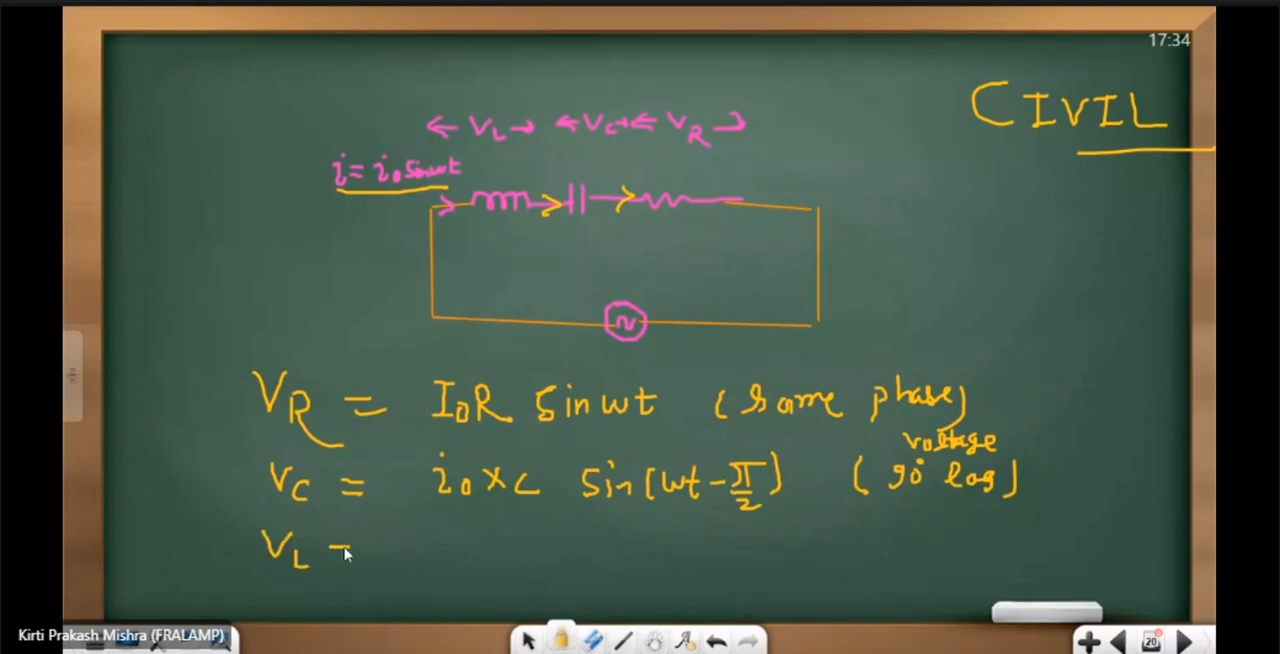 17:34
CIVIL
← VL → ← VC → ← VR →
i = i₀ sinωt
VR = I₀R sinωt (same phase)
voltage
VC = i₀ XC sin(ωt - π/2) (90° lag)
VL =
Kirti Prakash Mishra (FRALAMP)
20